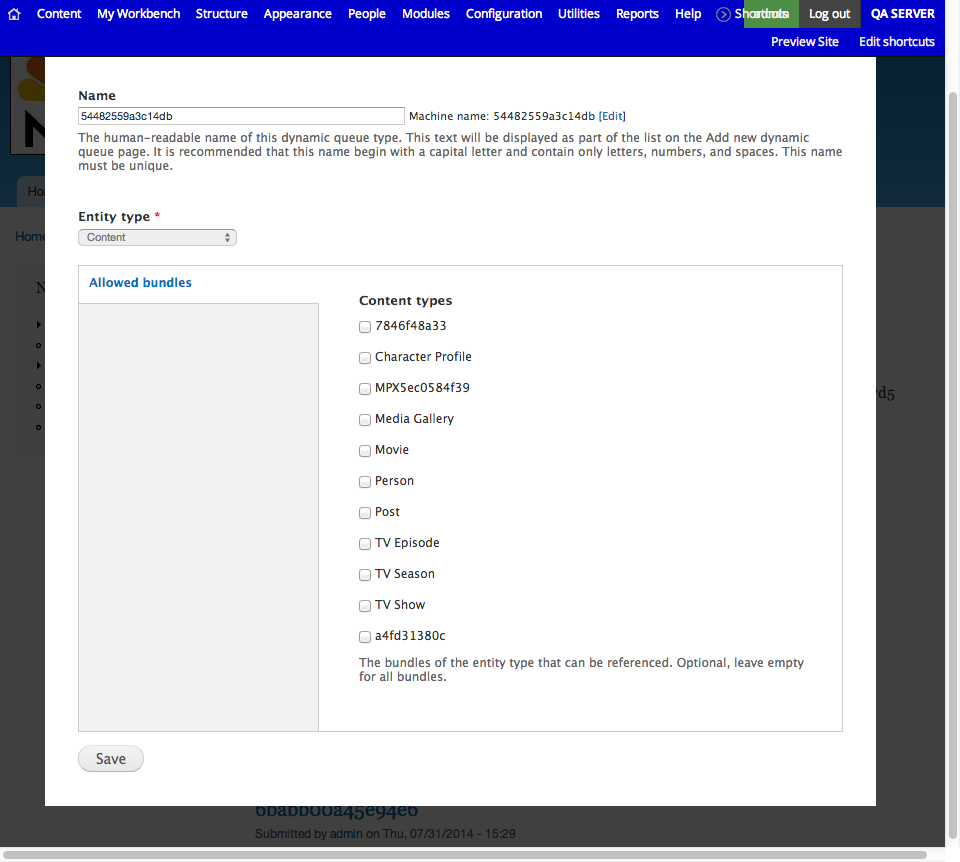 Content My Workbench Structure Appearance People Modules Configuration Utilities Reports Help Shortcuts Log out QA SERVER
Preview Site Edit shortcuts
Name
54482559a3c14db Machine name: 54482559a3c14db [Edit]
The human-readable name of this dynamic queue type. This text will be displayed as part of the list on the Add new dynamic
queue page. It is recommended that this name begin with a capital letter and contain only letters, numbers, and spaces. This name
must be unique.
Entity type *
Content
Home
Allowed bundles
Content types
7846f48a33
Character Profile
MPX5ec0584f39
Media Gallery
Movie
Person
Post
TV Episode
TV Season
TV Show
a4fd31380c
The bundles of the entity type that can be referenced. Optional, leave empty
for all bundles.
Save
6babb00a45e94e6
Submitted by admin on Thu, 07/31/2014 - 15:29